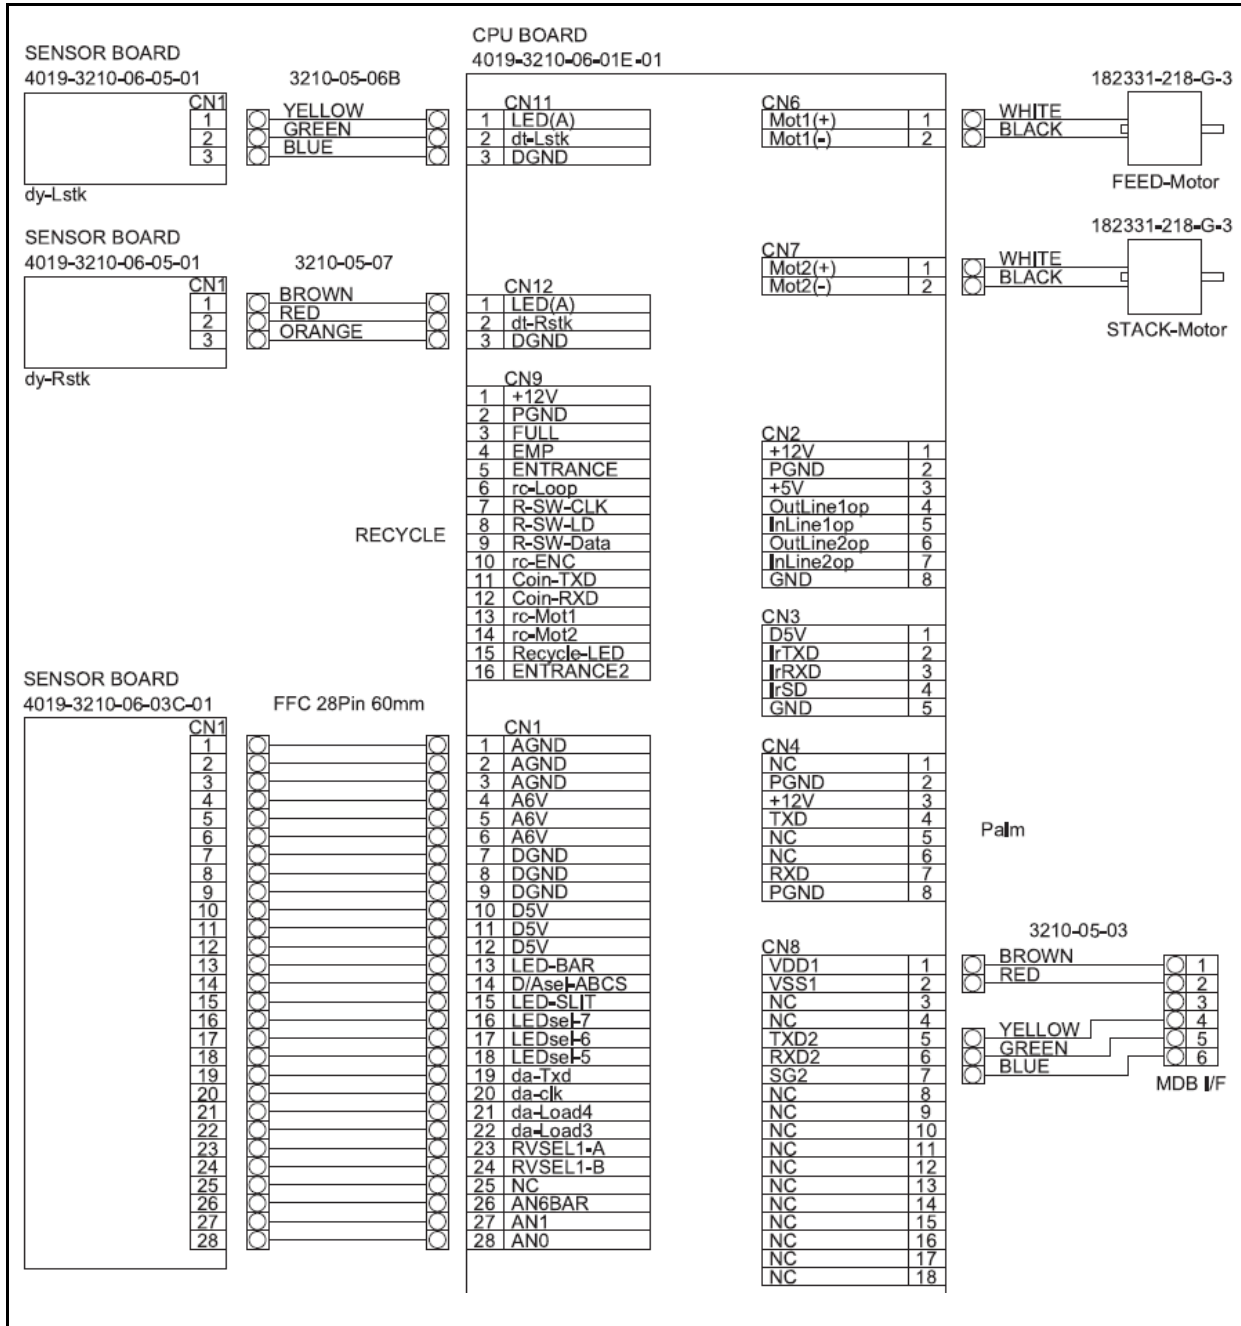 CPU BOARD
4019-3210-06-01E-01
SENSOR BOARD
4019-3210-06-05-01
3210-05-06B
CN1
1
2
3
YELLOW
GREEN
BLUE
dy-Lstk
CN11
1 LED(A)
2 dt-Lstk
3 DGND
SENSOR BOARD
4019-3210-06-05-01
3210-05-07
CN1
1
2
3
BROWN
RED
ORANGE
dy-Rstk
CN12
1 LED(A)
2 dt-Rstk
3 DGND
RECYCLE
CN9
1 +12V
2 PGND
3 FULL
4 EMP
5 ENTRANCE
6 rc-Loop
7 R-SW-CLK
8 R-SW-LD
9 R-SW-Data
10 rc-ENC
11 Coin-TXD
12 Coin-RXD
13 rc-Mot1
14 rc-Mot2
15 Recycle-LED
16 ENTRANCE2
SENSOR BOARD
4019-3210-06-03C-01
FFC 28Pin 60mm
CN1
1
2
3
4
5
6
7
8
9
10
11
12
13
14
15
16
17
18
19
20
21
22
23
24
25
26
27
28
CN1
1 AGND
2 AGND
3 AGND
4 A6V
5 A6V
6 A6V
7 DGND
8 DGND
9 DGND
10 D5V
11 D5V
12 D5V
13 LED-BAR
14 D/Asel-ABCS
15 LED-SLIT
16 LEDsel-7
17 LEDsel-6
18 LEDsel-5
19 da-Txd
20 da-clk
21 da-Load4
22 da-Load3
23 RVSEL1-A
24 RVSEL1-B
25 NC
26 AN6BAR
27 AN1
28 AN0
CN6
Mot1(+) 1
Mot1(-) 2
WHITE
BLACK
182331-218-G-3
FEED-Motor
CN7
Mot2(+) 1
Mot2(-) 2
WHITE
BLACK
182331-218-G-3
STACK-Motor
CN2
+12V 1
PGND 2
+5V 3
OutLine1op 4
InLine1op 5
OutLine2op 6
InLine2op 7
GND 8
CN3
D5V 1
IrTXD 2
IrRXD 3
IrSD 4
GND 5
CN4
NC 1
PGND 2
+12V 3
TXD 4
NC 5
NC 6
RXD 7
PGND 8
Palm
CN8
VDD1 1
VSS1 2
NC 3
NC 4
TXD2 5
RXD2 6
SG2 7
NC 8
NC 9
NC 10
NC 11
NC 12
NC 13
NC 14
NC 15
NC 16
NC 17
NC 18
3210-05-03
BROWN
RED
YELLOW
GREEN
BLUE
1
2
3
4
5
6
MDB I/F